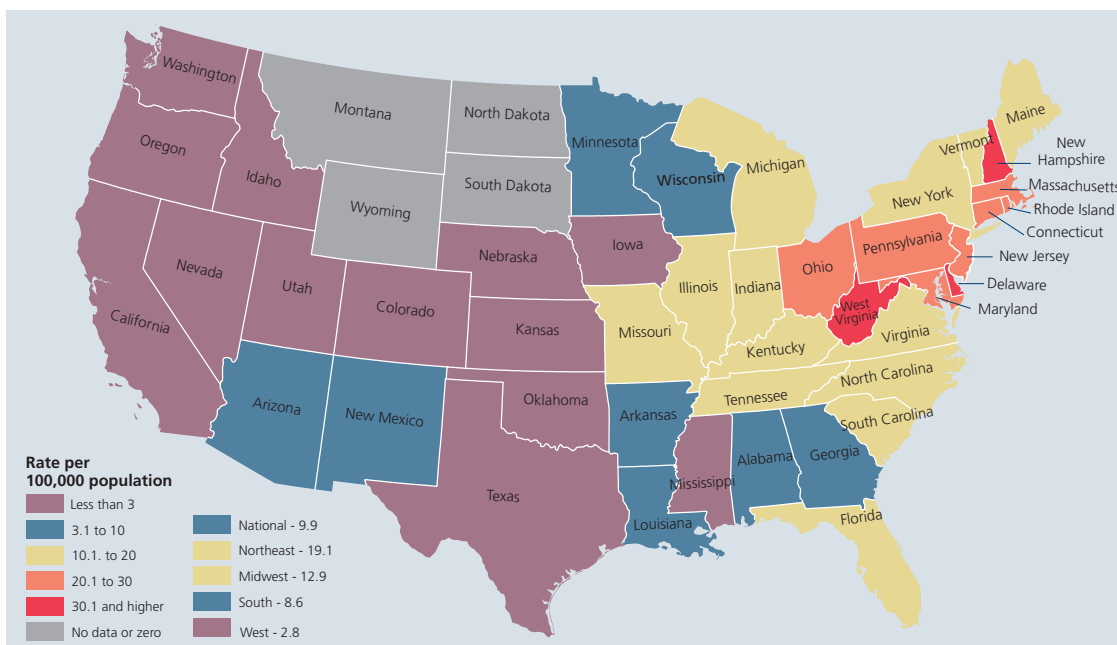 Washington
Oregon
Idaho
Montana
North Dakota
South Dakota
Wyoming
Minnesota
Wisconsin
Michigan
Maine
Vermont
New
Hampshire
Massachusetts
Rhode Island
Connecticut
New York
Pennsylvania
New Jersey
Delaware
Maryland
Nevada
Utah
Colorado
California
Nebraska
Iowa
Kansas
Missouri
Illinois
Indiana
Ohio
West
Virginia
Virginia
Kentucky
Tennessee
North Carolina
South Carolina
Arizona
New Mexico
Oklahoma
Arkansas
Texas
Louisiana
Mississippi
Alabama
Georgia
Florida
Rate per
100,000 population
Less than 3
3.1 to 10
10.1. to 20
20.1 to 30
30.1 and higher
No data or zero
National - 9.9
Northeast - 19.1
Midwest - 12.9
South - 8.6
West - 2.8